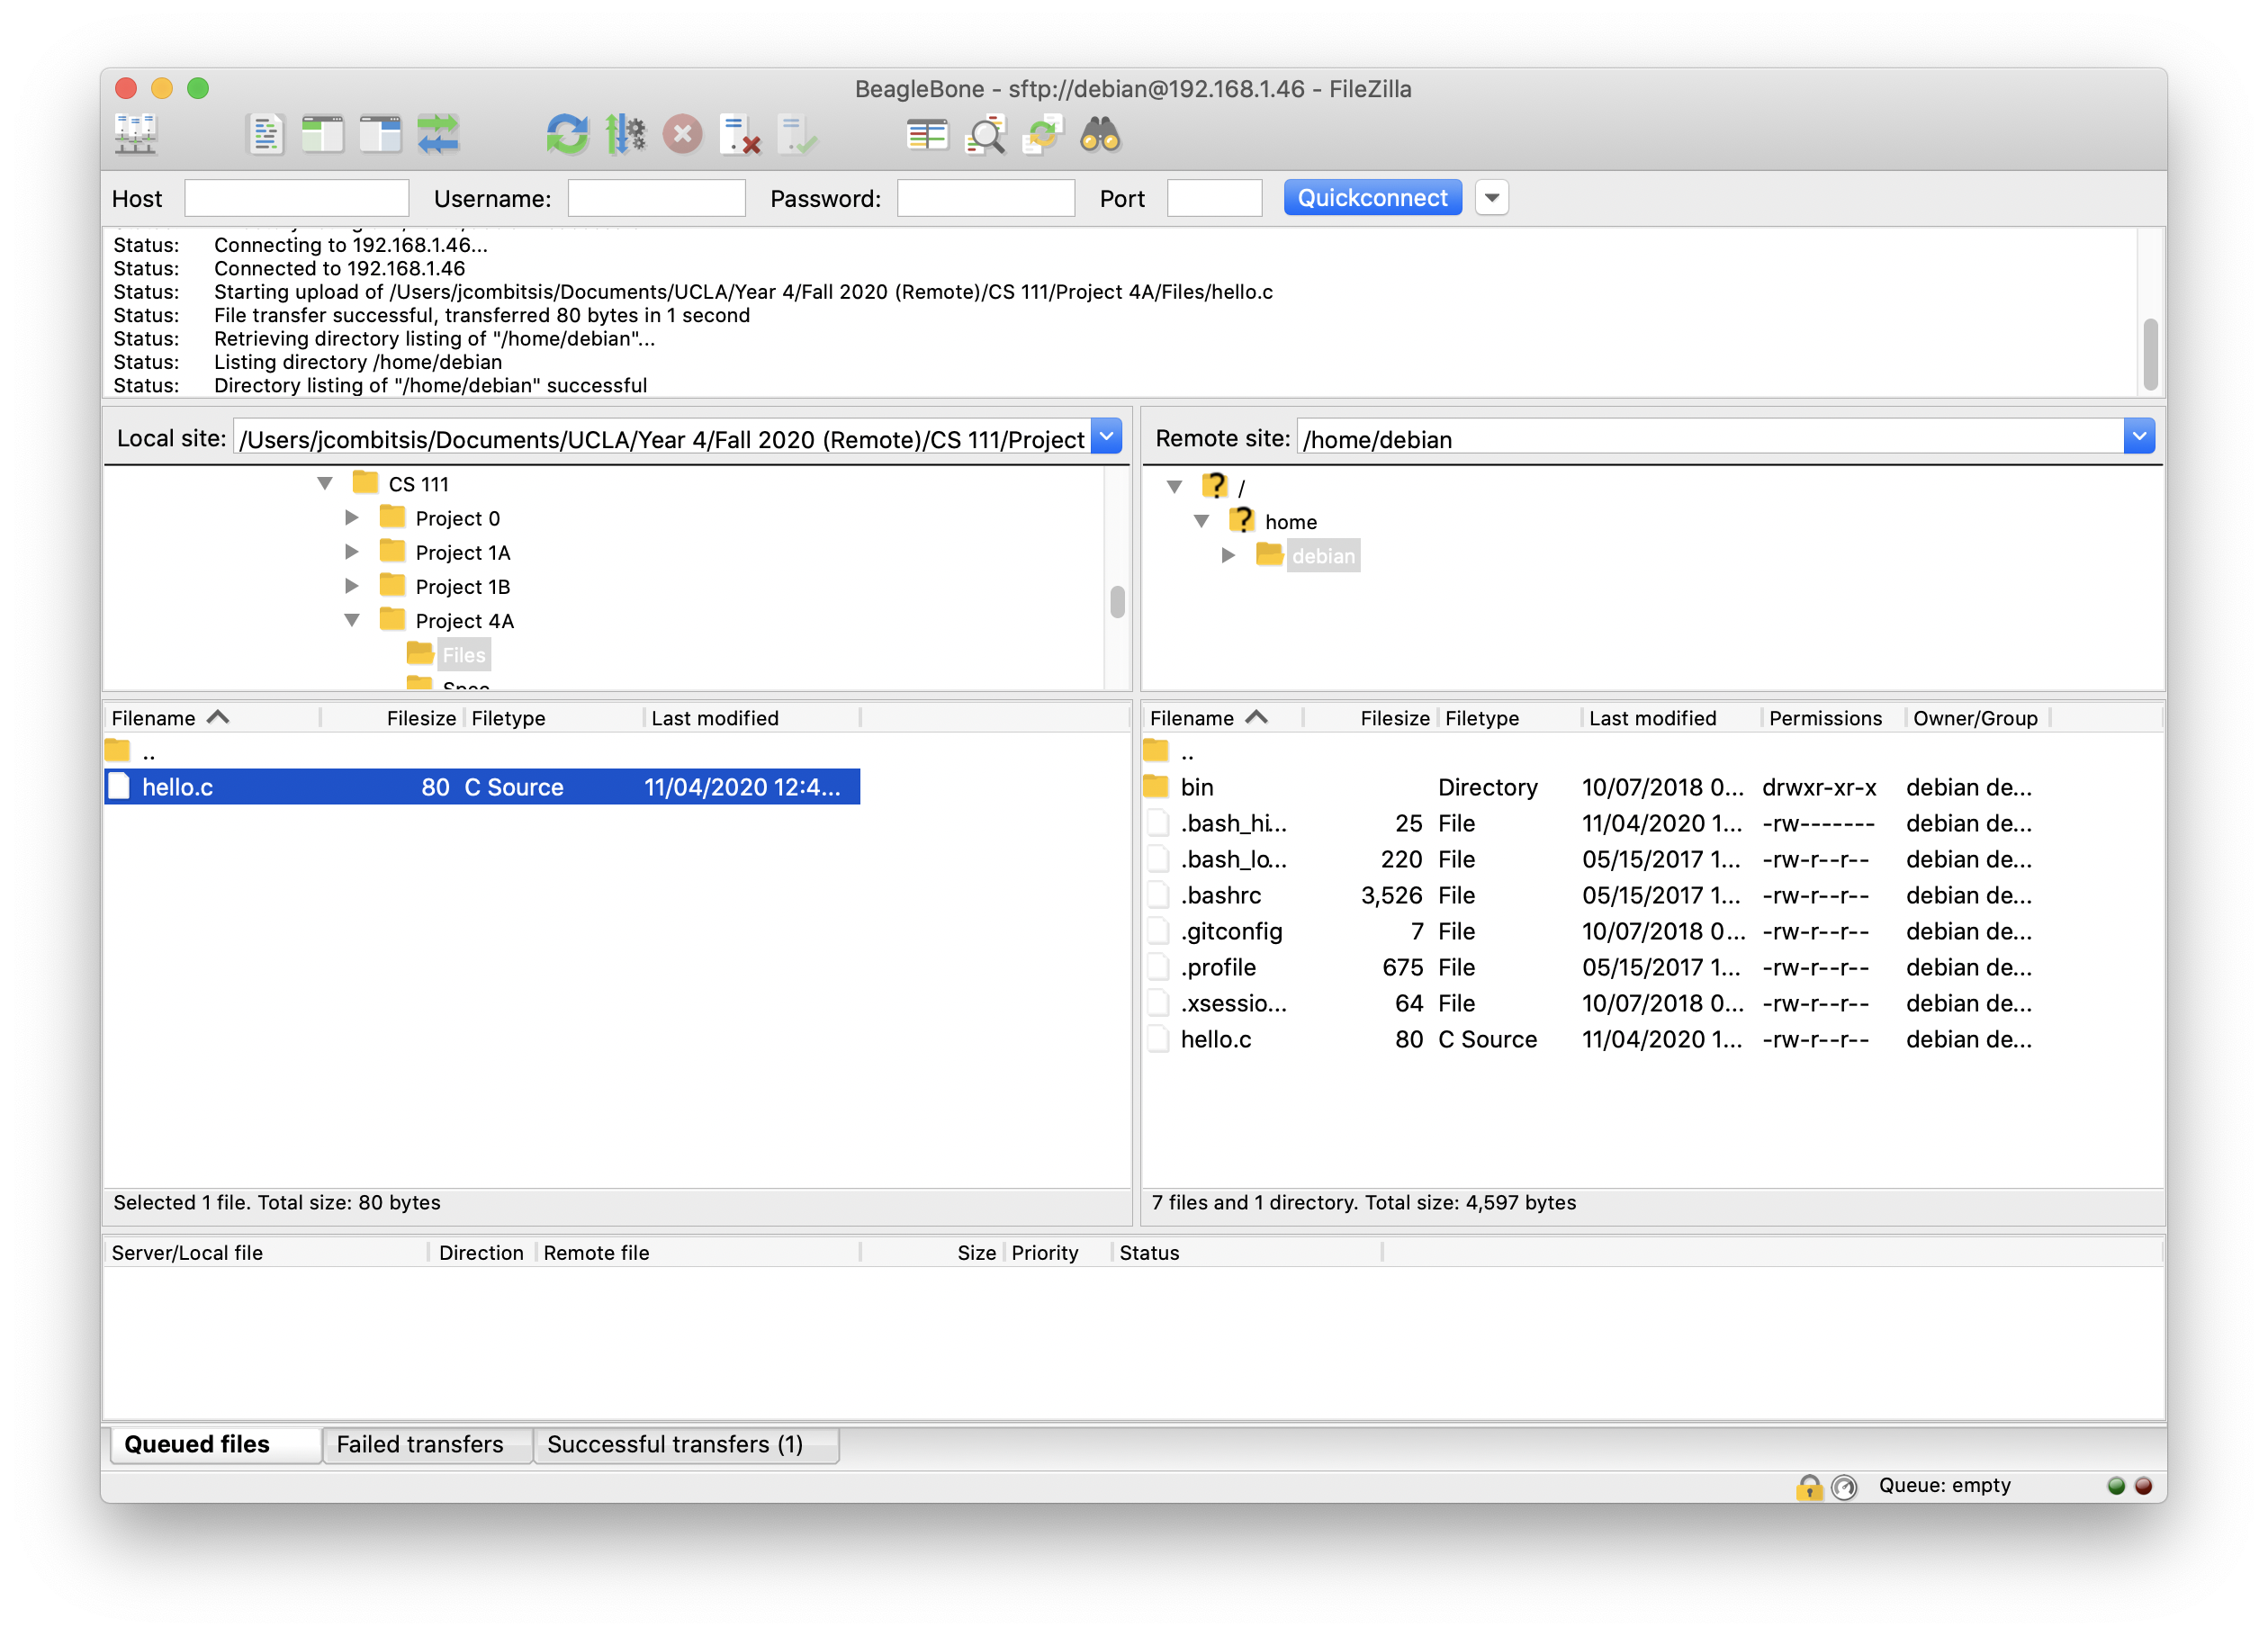 BeagleBone - sftp://debian@192.168.1.46 - FileZilla
Host Username: Password: Port Quickconnect
Status: Connecting to 192.168.1.46...
Status: Connected to 192.168.1.46
Status: Starting upload of /Users/jcombitsis/Documents/UCLA/Year 4/Fall 2020 (Remote)/CS 111/Project 4A/Files/hello.c
Status: File transfer successful, transferred 80 bytes in 1 second
Status: Retrieving directory listing of "/home/debian"...
Status: Listing directory /home/debian
Status: Directory listing of "/home/debian" successful
Local site: /Users/jcombitsis/Documents/UCLA/Year 4/Fall 2020 (Remote)/CS 111/Project
CS 111
Project 0
Project 1A
Project 1B
Project 4A
Files
Spec
Remote site: /home/debian
? /
? home
debian
Filename Filesize Filetype Last modified
..
hello.c 80 C Source 11/04/2020 12:4...
Selected 1 file. Total size: 80 bytes
Filename Filesize Filetype Last modified Permissions Owner/Group
..
bin Directory 10/07/2018 0... drwxr-xr-x debian de...
.bash_hi... 25 File 11/04/2020 1... -rw------- debian de...
.bash_lo... 220 File 05/15/2017 1... -rw-r--r-- debian de...
.bashrc 3,526 File 05/15/2017 1... -rw-r--r-- debian de...
.gitconfig 7 File 10/07/2018 0... -rw-r--r-- debian de...
.profile 675 File 05/15/2017 1... -rw-r--r-- debian de...
.xsessio... 64 File 10/07/2018 0... -rw-r--r-- debian de...
hello.c 80 C Source 11/04/2020 1... -rw-r--r-- debian de...
7 files and 1 directory. Total size: 4,597 bytes
Server/Local file Direction Remote file Size Priority Status
Queued files Failed transfers Successful transfers (1)
Queue: empty